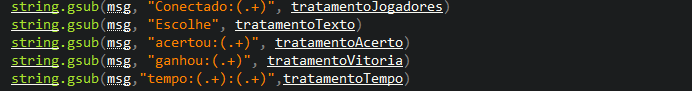 string.gsub(msg, "Conectado:(.+)", tratamentoJogadores)
string.gsub(msg, "Escolhe", tratamentoTexto)
string.gsub(msg, "acertou:(.+)", tratamentoAcerto)
string.gsub(msg, "ganhou:(.+)", tratamentoVitoria)
string.gsub(msg,"tempo:(.+):(.+)",tratamentoTempo)